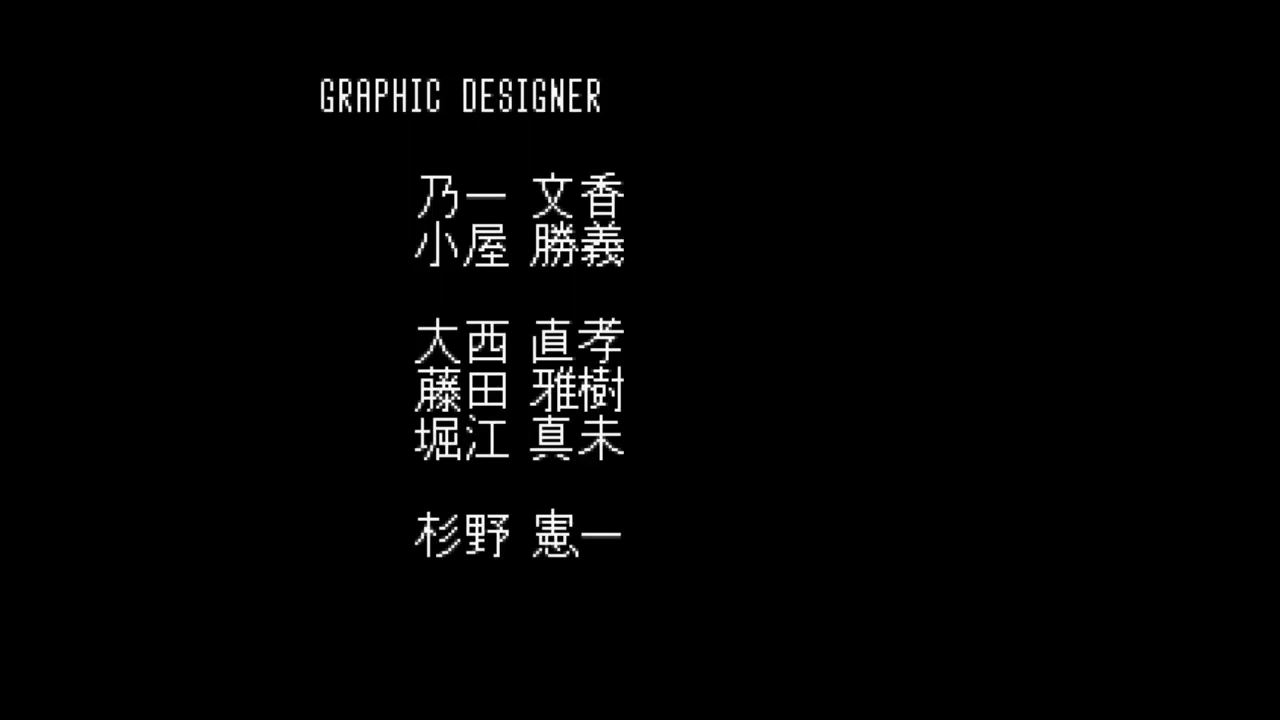 GRAPHIC DESIGNER
乃一 文香
小屋 勝義
大西 直孝
藤田 雅樹
堀江 真未
杉野 憲一